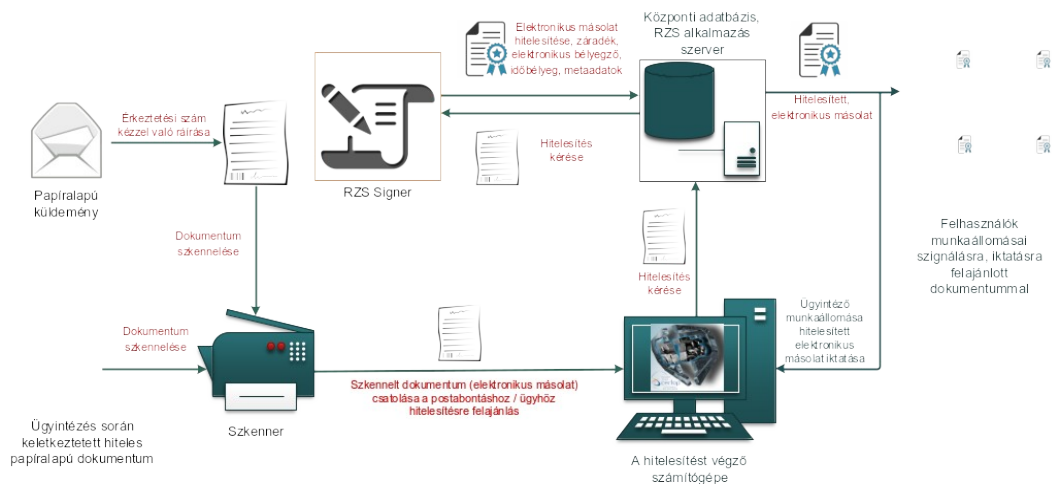 Elektronikus másolat
hitelesítése, záradék,
elektronikus bélyegző,
időbélyeg, metaadatok
Központi adatbázis,
RZS alkalmazás
szerver
Érkeztetési szám
kézzel való ráírása
Papíralapú
küldemény
RZS Signer
Hitelesítés
kérése
Hitelesített,
elektronikus másolat
Dokumentum
szkennelése
Hitelesítés
kérése
Felhasználók
munkaállomásai
szignálásra, iktatásra
felajánlott
dokumentummal
Dokumentum
szkennelése
Szkennelt dokumentum (elektronikus másolat)
csatolása a postabontáshoz / ügyhöz
hitelesítésre felajánlás
Ügyintéző
munkaállomása
hitelesített
elektronikus
másolat iktatása
Ügyintézés során
keletkeztetett hiteles
papíralapú dokumentum
Szkenner
A hitelesítést végző
számítógépe